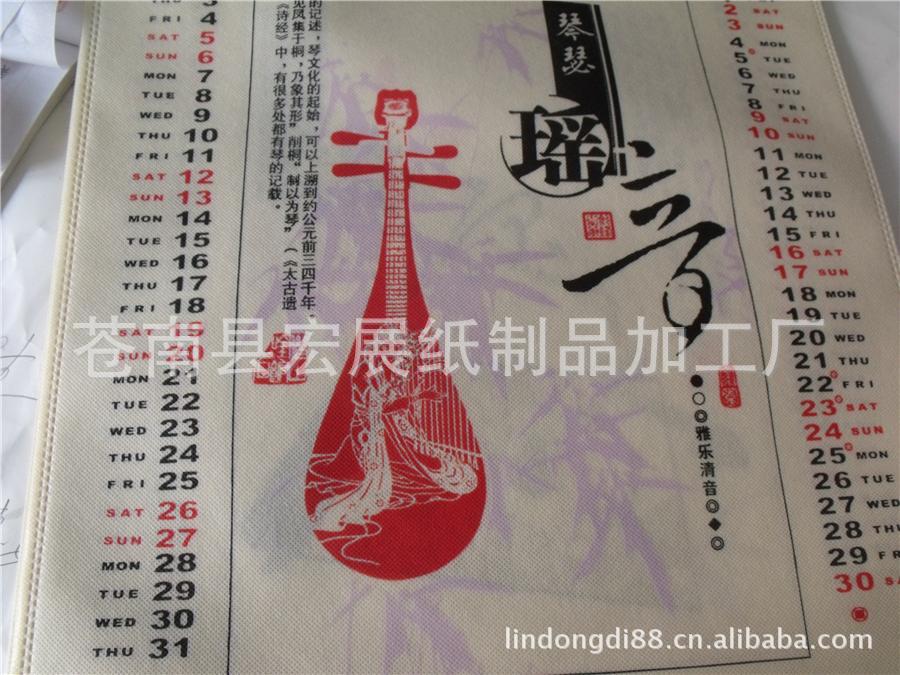 3
FRI 4
SAT 5
SUN 6
MON 7
TUE 8
WED 9
THU 10
FRI 11
SAT 12
SUN 13
MON 14
TUE 15
WED 16
THU 17
FRI 18
SAT 19
SUN 20
MON 21
TUE 22
WED 23
THU 24
FRI 25
SAT 26
SUN 27
MON 28
TUE 29
WED 30
THU 31
的记述，琴文化的起始，可以上溯到约公元前三四千年，
见凤集于桐，乃象其形”削桐“制以为琴”（《太古遗
《诗经》中，有很多处都有琴的记载。
琴瑟
瑶音
●○◎雅乐清音◎◆◎
2 SAT
3 SUN
4 MON
5 TUE
6 WED
7 THU
8 FRI
9 SAT
10 SUN
11 MON
12 TUE
13 WED
14 THU
15 FRI
16 SAT
17 SUN
18 MON
19 TUE
20 WED
21 THU
22 FRI
23 SAT
24 SUN
25 MON
26 TUE
27 WED
28 THU
29 FR
30 SA
苍南县宏展纸制品加工厂
lindongdi88.cn.alibaba.com